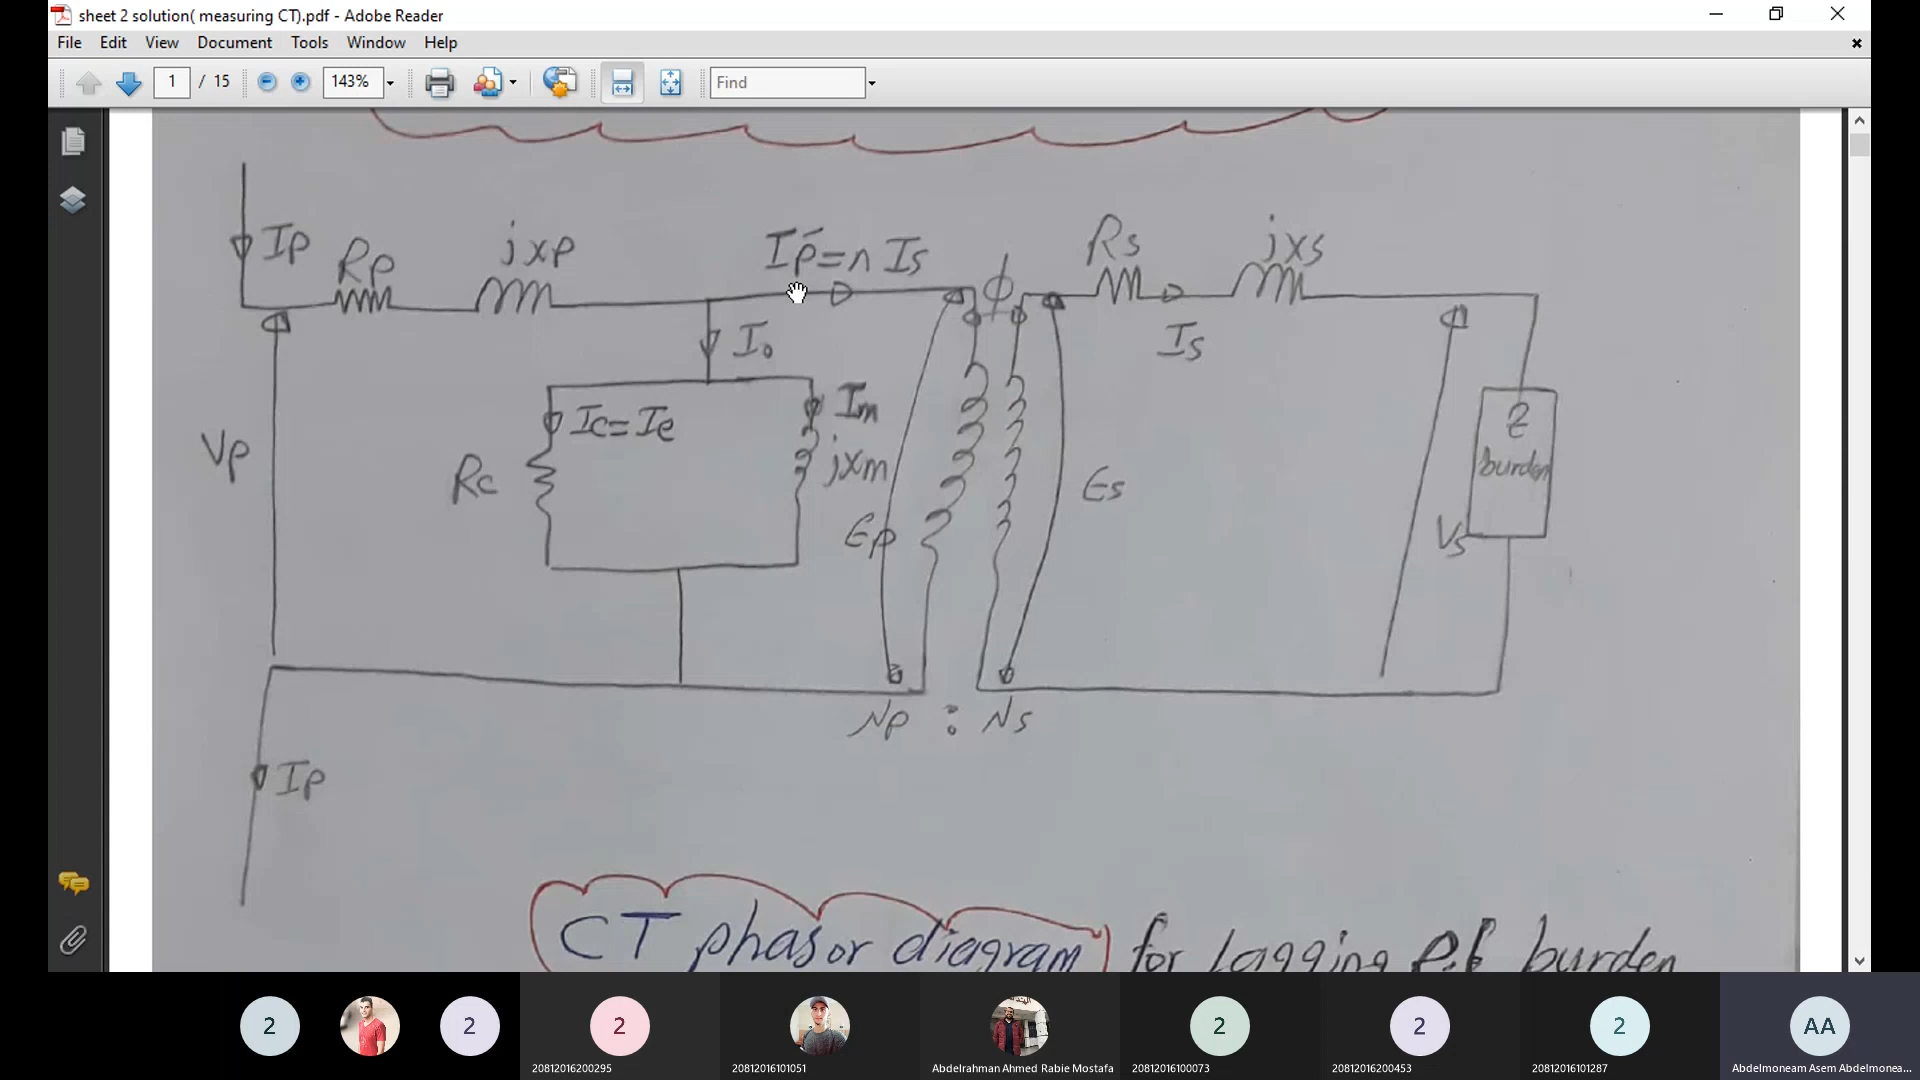 sheet 2 solution( measuring CT).pdf - Adobe Reader
File Edit View Document Tools Window Help
1 / 15 143% Find
Ip Rp jxp Ip'=n Is ϕ Rs jxs
I₀ Is
Ic=Ie Im
Vp Rc jxm Ep Es Vs Z burden
Np : Ns
Ip
CT phasor diagram for lagging P.f burden
2 2 2 2 2 2 AA
20812016200295 20812016101051 Abdelrahman Ahmed Rabie Mostafa 20812016100073 20812016200453 20812016101287 Abdelmoneam Asem Abdelmonea...